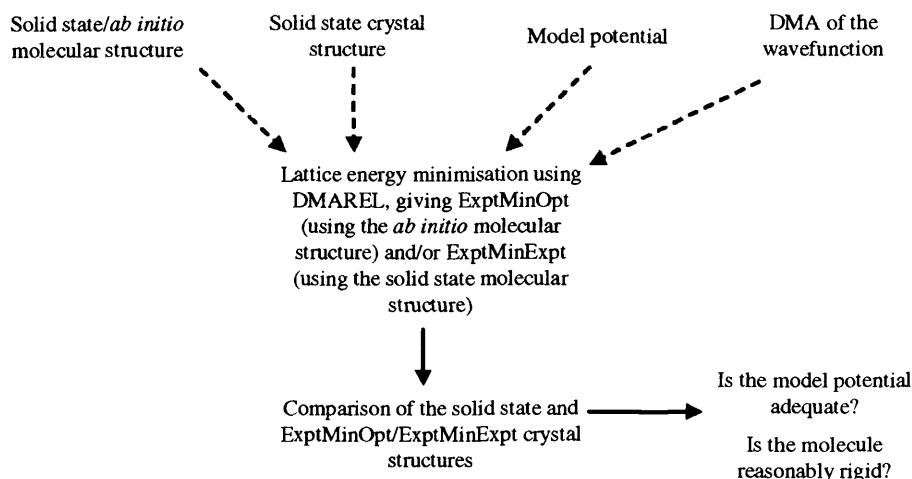 Solid state/ab initio
molecular structure
Solid state crystal
structure
Model potential
DMA of the
wavefunction
Lattice energy minimisation using
DMAREL, giving ExptMinOpt
(using the ab initio molecular
structure) and/or ExptMinExpt
(using the solid state molecular
structure)
Comparison of the solid state and
ExptMinOpt/ExptMinExpt crystal
structures
Is the model potential
adequate?
Is the molecule
reasonably rigid?